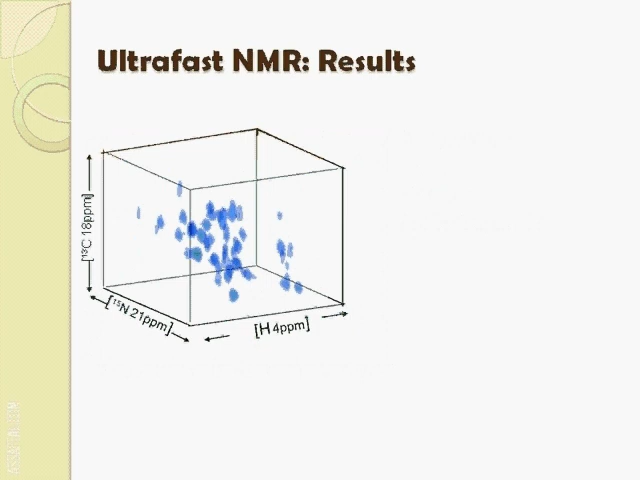 Ultrafast NMR: Results
[¹³C 18ppm]
[¹⁵N 21ppm]
[H 4ppm]